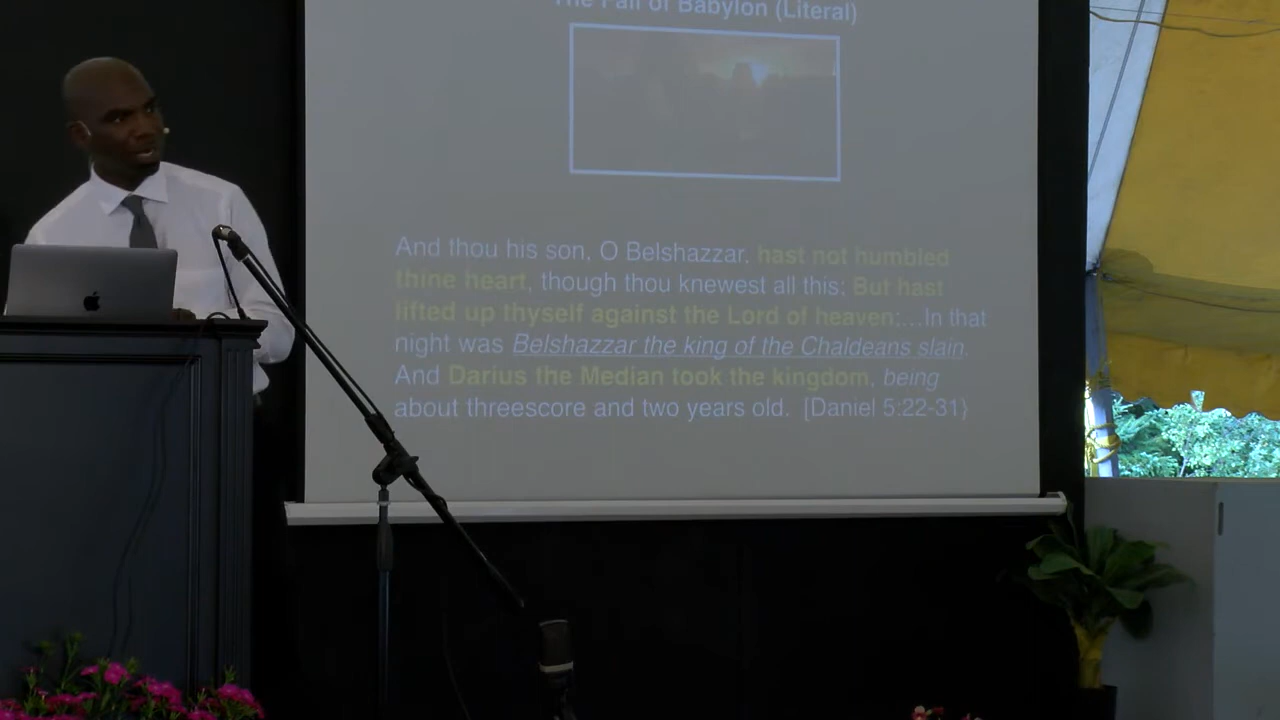 The Fall of Babylon (Literal)
And thou his son, O Belshazzar, hast not humbled
thine heart, though thou knewest all this; But hast
lifted up thyself against the Lord of heaven;...In that
night was Belshazzar the king of the Chaldeans slain.
And Darius the Median took the kingdom, being
about threescore and two years old. [Daniel 5:22-31)